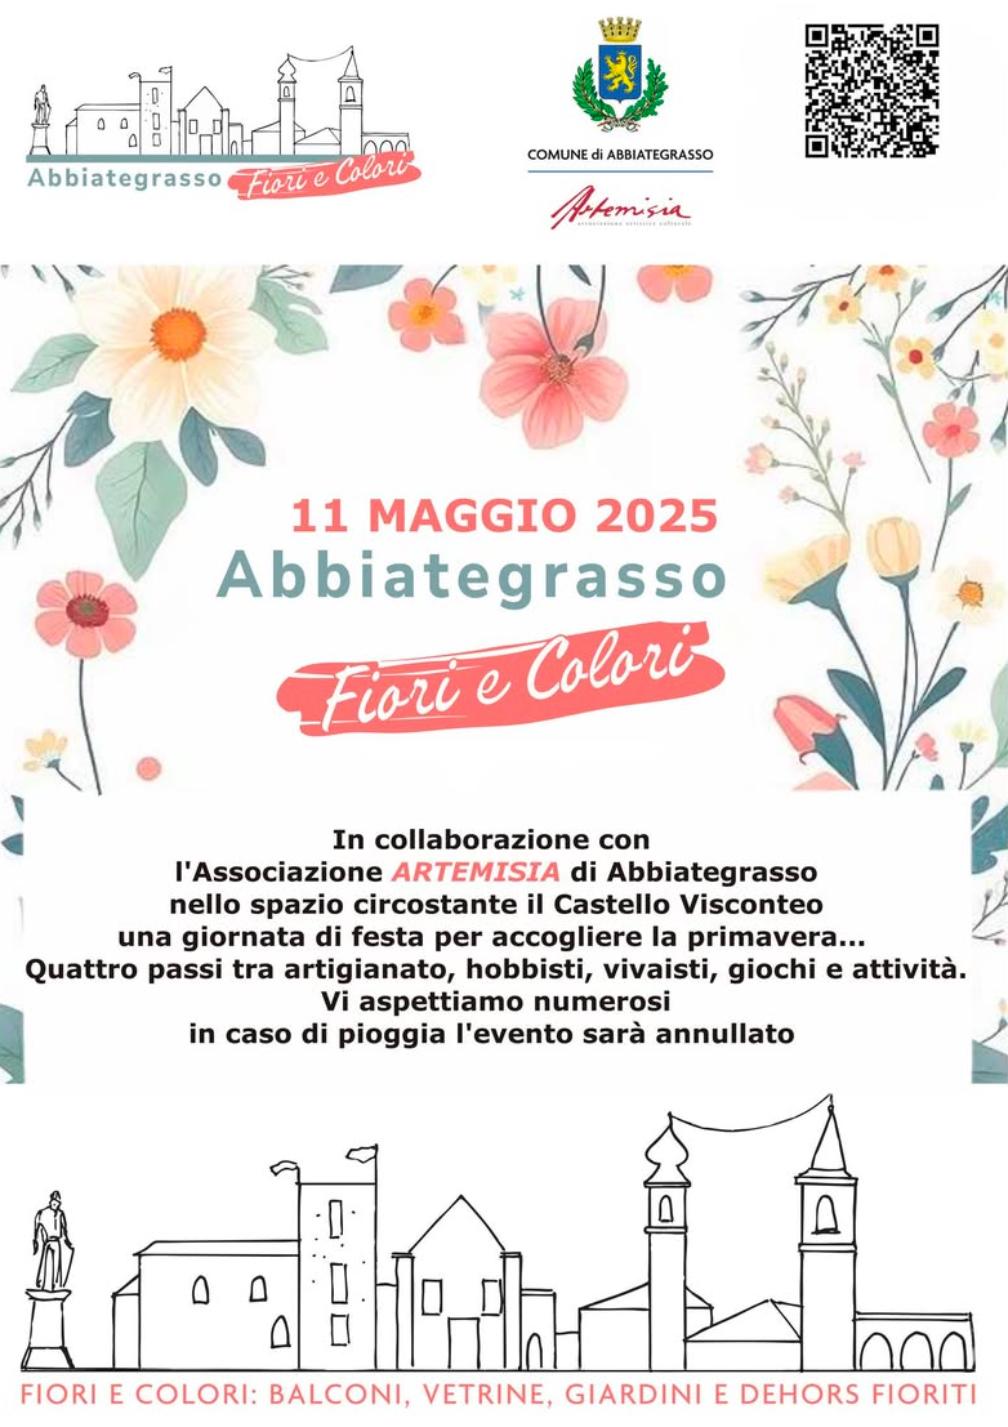 Abbiategrasso Fiori e Colori
COMUNE di ABBIATEGRASSO
Artemisia
associazione artistico culturale
11 MAGGIO 2025
Abbiategrasso
Fiori e Colori
In collaborazione con
l'Associazione ARTEMISIA di Abbiategrasso
nello spazio circostante il Castello Visconteo
una giornata di festa per accogliere la primavera...
Quattro passi tra artigianato, hobbisti, vivaisti, giochi e attività.
Vi aspettiamo numerosi
in caso di pioggia l'evento sarà annullato
FIORI E COLORI: BALCONI, VETRINE, GIARDINI E DEHORS FIORITI